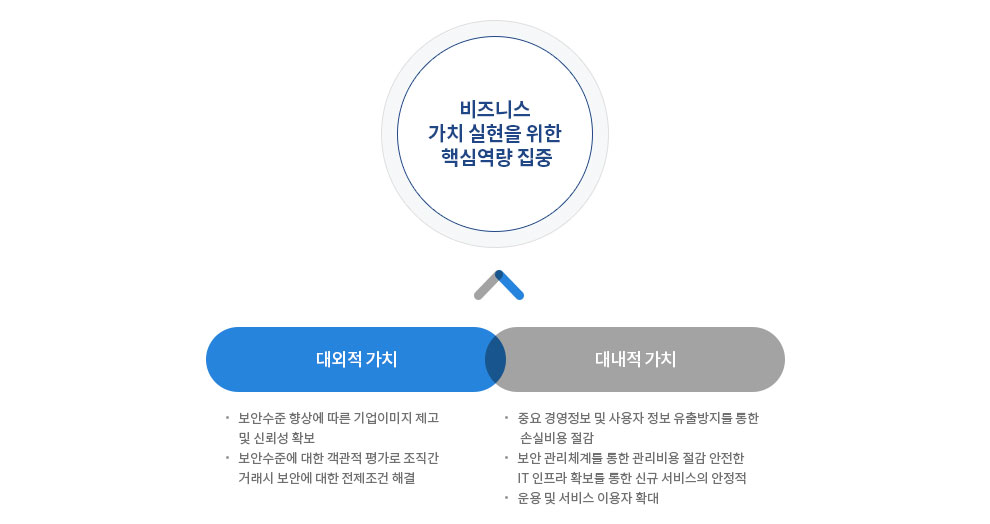 비즈니스
가치 실현을 위한
핵심역량 집중
대외적 가치
• 보안수준 향상에 따른 기업이미지 제고
및 신뢰성 확보
• 보안수준에 대한 객관적 평가로 조직간
거래시 보안에 대한 전제조건 해결
대내적 가치
• 중요 경영정보 및 사용자 정보 유출방지를 통한
손실비용 절감
• 보안 관리체계를 통한 관리비용 절감 안전한
IT 인프라 확보를 통한 신규 서비스의 안정적
• 운용 및 서비스 이용자 확대